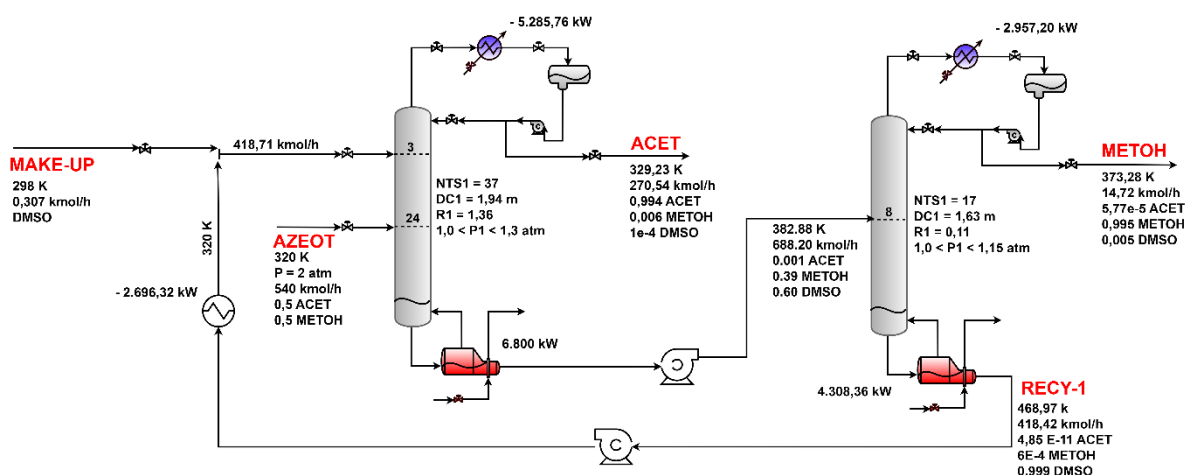 - 5.285,76 kW
- 2.957,20 kW
MAKE-UP
298 K
0,307 kmol/h
DMSO
418,71 kmol/h
3
24
NTS1 = 37
DC1 = 1,94 m
R1 = 1,36
1,0 < P1 < 1,3 atm
C
ACET
329,23 K
270,54 kmol/h
0,994 ACET
0,006 METOH
1e-4 DMSO
AZEOT
320 K
P = 2 atm
540 kmol/h
0,5 ACET
0,5 METOH
320 K
- 2.696,32 kW
6.800 kW
C
382.88 K
688.20 kmol/h
0.001 ACET
0.39 METOH
0.60 DMSO
8
NTS1 = 17
DC1 = 1,63 m
R1 = 0,11
1,0 < P1 < 1,15 atm
C
METOH
373,28 K
14,72 kmol/h
5,77e-5 ACET
0,995 METOH
0,005 DMSO
4.308,36 kW
RECY-1
468,97 k
418,42 kmol/h
4,85 E-11 ACET
6E-4 METOH
0,999 DMSO
C